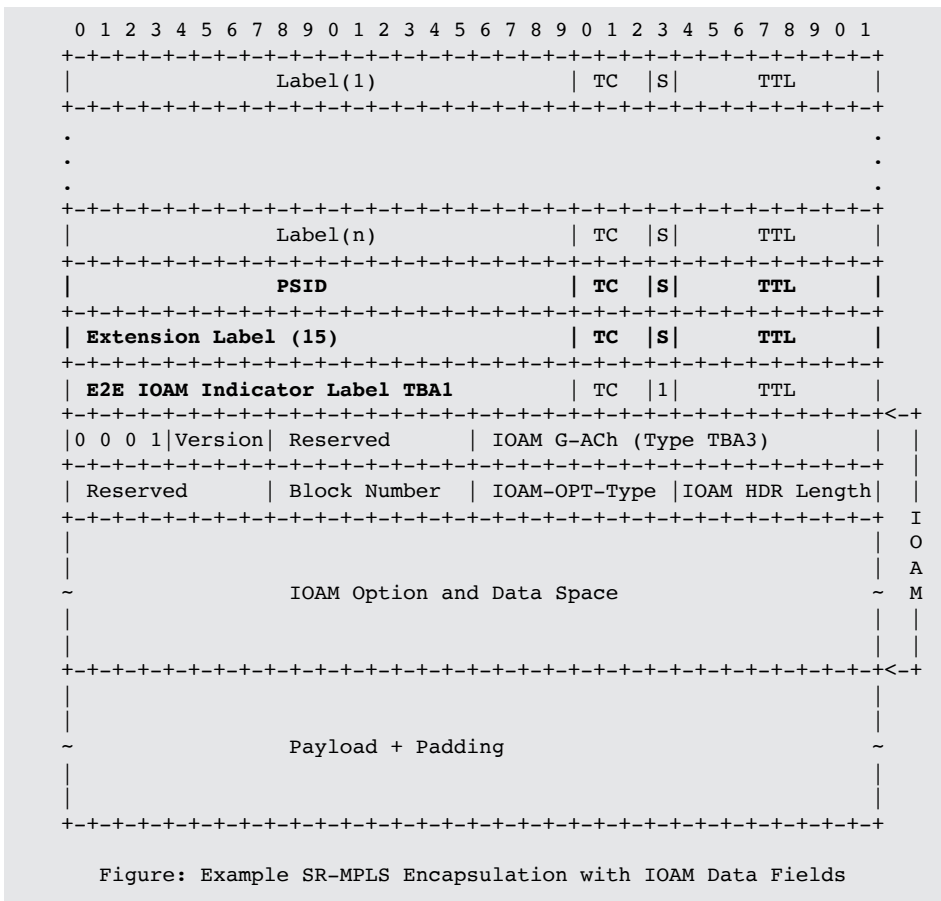 0 1 2 3 4 5 6 7 8 9 0 1 2 3 4 5 6 7 8 9 0 1 2 3 4 5 6 7 8 9 0 1
+-+-+-+-+-+-+-+-+-+-+-+-+-+-+-+-+-+-+-+-+-+-+-+-+-+-+-+-+-+-+-+-+
| Label(1) | TC |S| TTL |
+-+-+-+-+-+-+-+-+-+-+-+-+-+-+-+-+-+-+-+-+-+-+-+-+-+-+-+-+-+-+-+-+
. .
. .
. .
+-+-+-+-+-+-+-+-+-+-+-+-+-+-+-+-+-+-+-+-+-+-+-+-+-+-+-+-+-+-+-+-+
| Label(n) | TC |S| TTL |
+-+-+-+-+-+-+-+-+-+-+-+-+-+-+-+-+-+-+-+-+-+-+-+-+-+-+-+-+-+-+-+-+
| PSID | TC |S| TTL |
+-+-+-+-+-+-+-+-+-+-+-+-+-+-+-+-+-+-+-+-+-+-+-+-+-+-+-+-+-+-+-+-+
| Extension Label (15) | TC |S| TTL |
+-+-+-+-+-+-+-+-+-+-+-+-+-+-+-+-+-+-+-+-+-+-+-+-+-+-+-+-+-+-+-+-+
| E2E IOAM Indicator Label TBA1 | TC |1| TTL |
+-+-+-+-+-+-+-+-+-+-+-+-+-+-+-+-+-+-+-+-+-+-+-+-+-+-+-+-+-+-+-+-+<-+
|0 0 0 1|Version| Reserved | IOAM G-ACh (Type TBA3) | |
+-+-+-+-+-+-+-+-+-+-+-+-+-+-+-+-+-+-+-+-+-+-+-+-+-+-+-+-+-+-+-+-+ |
| Reserved | Block Number | IOAM-OPT-Type |IOAM HDR Length| |
+-+-+-+-+-+-+-+-+-+-+-+-+-+-+-+-+-+-+-+-+-+-+-+-+-+-+-+-+-+-+-+-+ I
| | O
| | A
~ IOAM Option and Data Space ~ M
| | |
| | |
+-+-+-+-+-+-+-+-+-+-+-+-+-+-+-+-+-+-+-+-+-+-+-+-+-+-+-+-+-+-+-+-+<-+
| |
| |
~ Payload + Padding ~
| |
| |
+-+-+-+-+-+-+-+-+-+-+-+-+-+-+-+-+-+-+-+-+-+-+-+-+-+-+-+-+-+-+-+-+
Figure: Example SR-MPLS Encapsulation with IOAM Data Fields